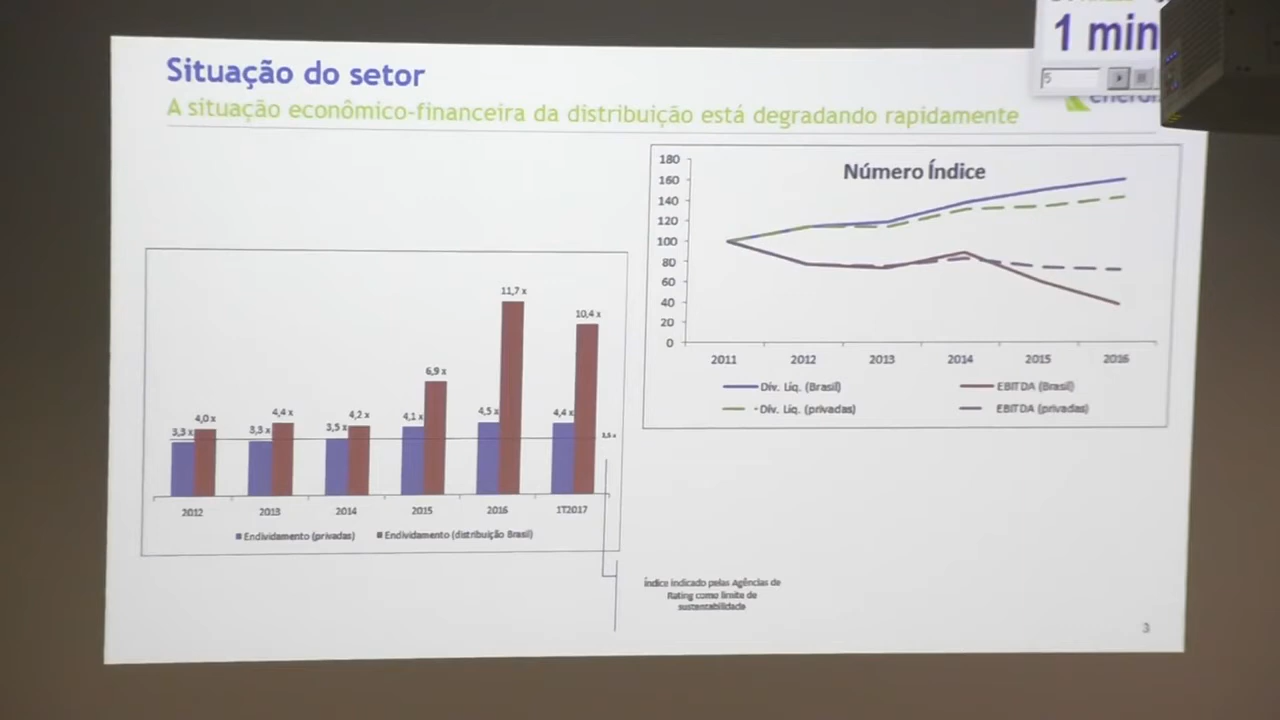 1 min
5
Situação do setor
A situação econômico-financeira da distribuição está degradando rapidamente
Número Índice
180
160
140
120
100
80
60
40
20
0
2011 2012 2013 2014 2015 2016
Dív. Líq. (Brasil) EBITDA (Brasil)
Dív. Líq. (privadas) EBITDA (privadas)
11,7 x
10,4 x
6,9 x
4,0 x 4,4 x 4,2 x
3,3 x 3,3 x 3,5 x 4,1 x 4,5 x 4,4 x
2012 2013 2014 2015 2016 1T2017
Endividamento (privadas) Endividamento (distribuição Brasil)
Índice indicado pelas Agências de
Rating como limite de
sustentabilidade
3